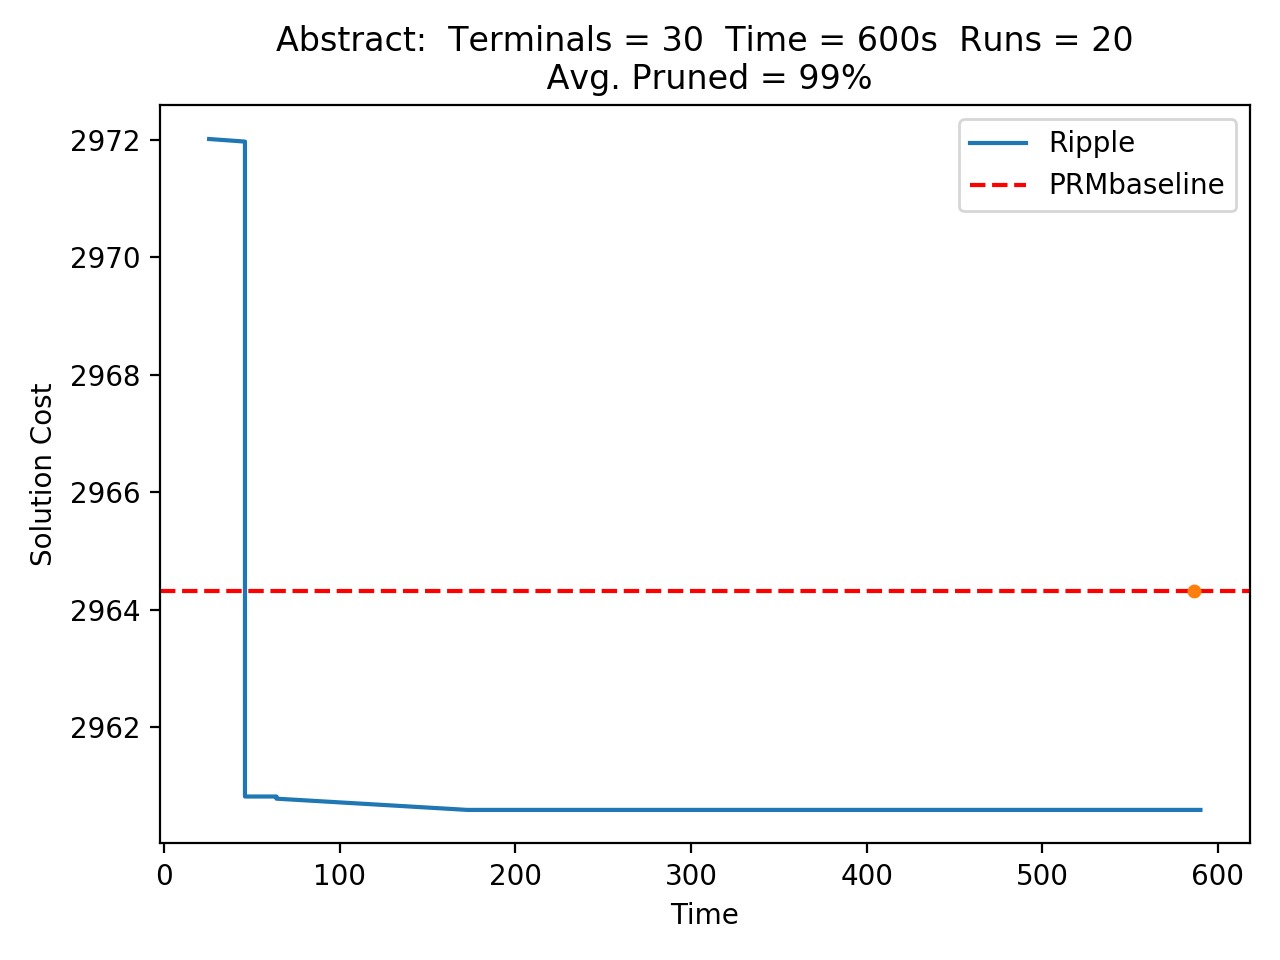 Abstract:  Terminals = 30  Time = 600s  Runs = 20
Avg. Pruned = 99%
Ripple
PRMbaseline
Solution Cost
2972
2970
2968
2966
2964
2962
0 100 200 300 400 500 600
Time